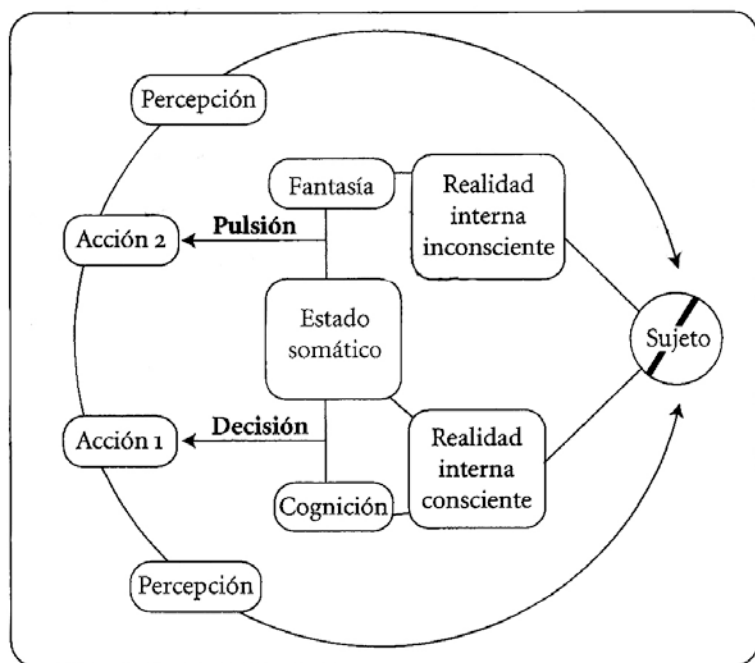 Percepción
Fantasía
Realidad
interna
inconsciente
Acción 2
Pulsión
Estado
somático
Sujeto
Acción 1
Decisión
Realidad
interna
consciente
Cognición
Percepción